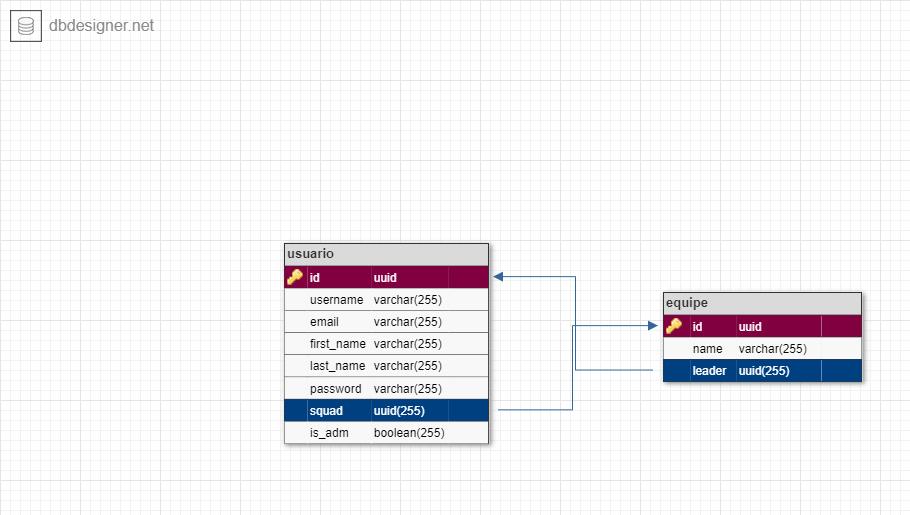 dbdesigner.net
usuario
id uuid
username varchar(255)
email varchar(255)
first_name varchar(255)
last_name varchar(255)
password varchar(255)
squad uuid(255)
is_adm boolean(255)
equipe
id uuid
name varchar(255)
leader uuid(255)